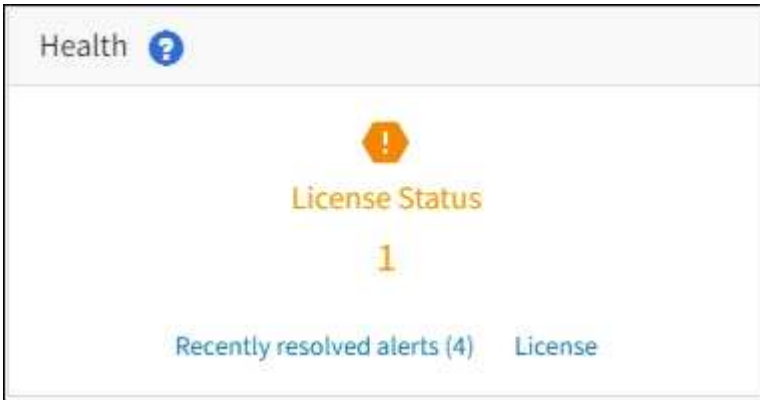 Health ?
!
License Status
1
Recently resolved alerts (4) License